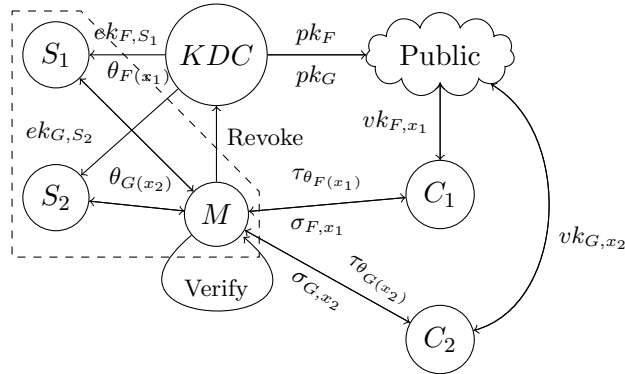 S_1
ek_{F,S_1}
KDC
pk_F
pk_G
Public
θ_{F(x_1)}
ek_{G,S_2}
Revoke
vk_{F,x_1}
S_2
θ_{G(x_2)}
M
τ_{θ_{F(x_1)}}
σ_{F,x_1}
C_1
vk_{G,x_2}
τ_{θ_{G(x_2)}}
σ_{G,x_2}
Verify
C_2